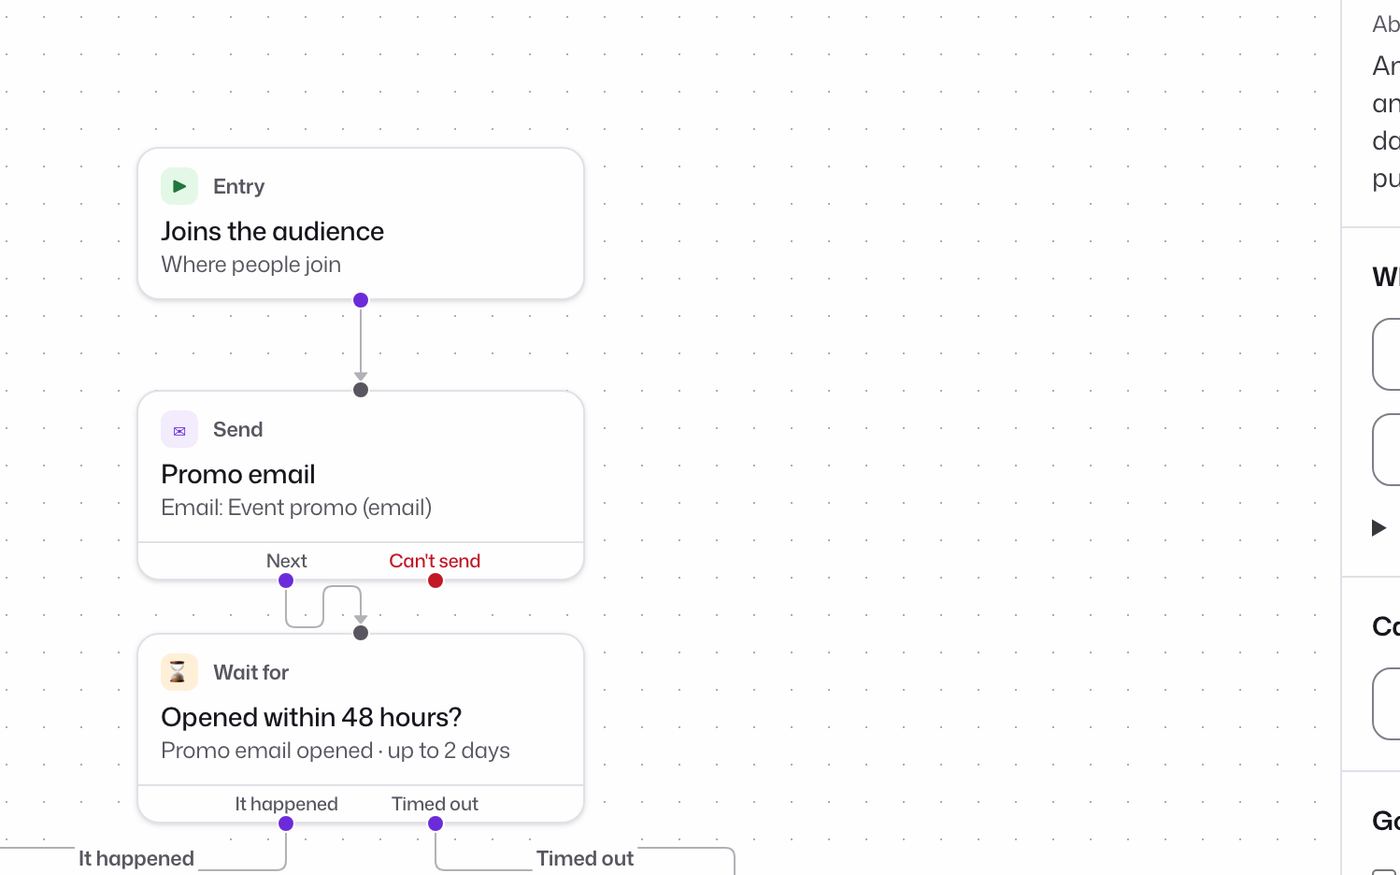 Entry
Joins the audience
Where people join
Send
Promo email
Email: Event promo (email)
Next
Can't send
Wait for
Opened within 48 hours?
Promo email opened · up to 2 days
It happened
Timed out
It happened
Timed out